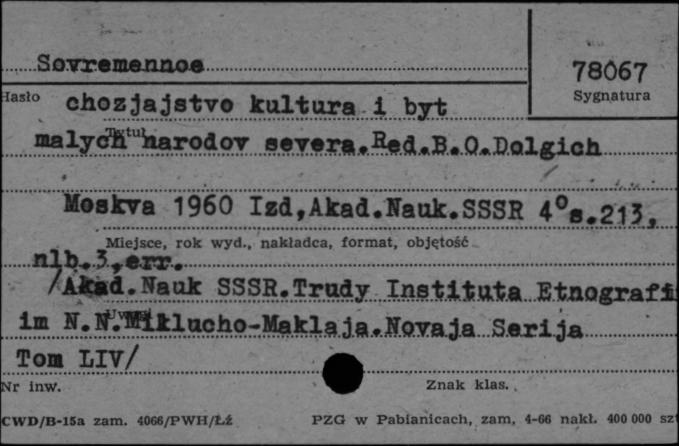 Sovremennoe
78067
Hasło
Sygnatura
chozjajstvo kultura i byt
Tytuł
malych narodov severa.Red.B.O.Dolgich
Moskva 1960 Izd,Akad.Nauk.SSSR 4°s.213,
Miejsce, rok wyd., nakładca, format, objętość
nlb.3,err.
/Akad.Nauk SSSR.Trudy Instituta Etnografii
Uwagi
im N.N.Miklucho-Maklaja.Novaja Serija
Tom LIV/
Nr inw.
Znak klas.
CWD/B-15a zam. 4066/PWH/Łź
PZG w Pabianicach, zam, 4-66 nakł. 400 000 szt